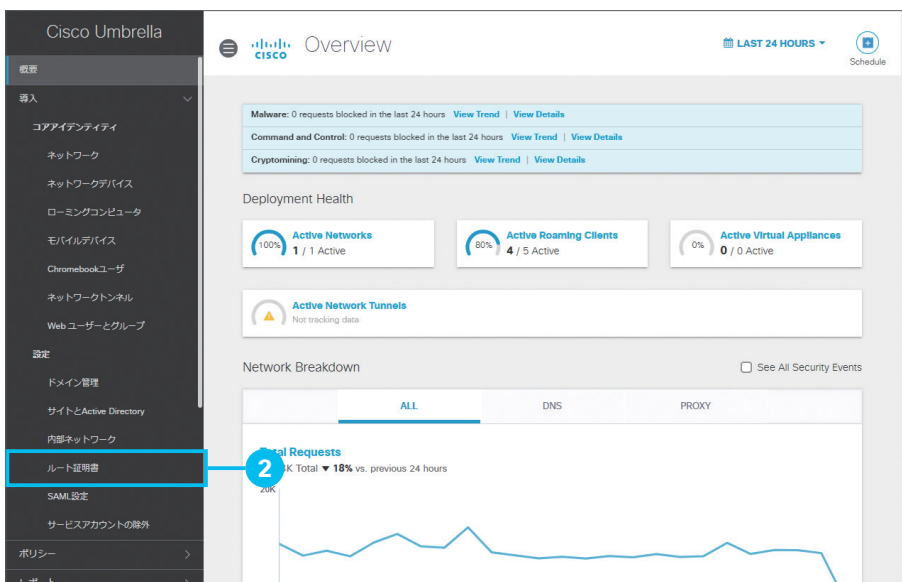 Cisco Umbrella
概要
導入
コアアイデンティティ
ネットワーク
ネットワークデバイス
ローミングコンピュータ
モバイルデバイス
Chromebookユーザ
ネットワークトンネル
Web ユーザーとグループ
設定
ドメイン管理
サイトとActive Directory
内部ネットワーク
ルート証明書
SAML設定
サービスアカウントの除外
ポリシー
レポート
2
CISCO
Overview
LAST 24 HOURS
Schedule
Malware: 0 requests blocked in the last 24 hours View Trend | View Details
Command and Control: 0 requests blocked in the last 24 hours View Trend | View Details
Cryptomining: 0 requests blocked in the last 24 hours View Trend | View Details
Deployment Health
100%
Active Networks
1 / 1 Active
80%
Active Roaming Clients
4 / 5 Active
0%
Active Virtual Appliances
0 / 0 Active
Active Network Tunnels
Not tracking data
Network Breakdown
See All Security Events
ALL DNS PROXY
Total Requests
K Total ▼ 18% vs. previous 24 hours
20K